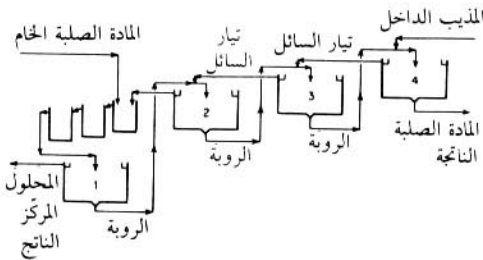 المذيب الداخل
تيار السائل
تيار
السائل
المادة الصلبة الخام
4
3
2
1
المادة الصلبة
الناتجة
الروبة
الروبة
الروبة
المحلول
المركّز
الناتج